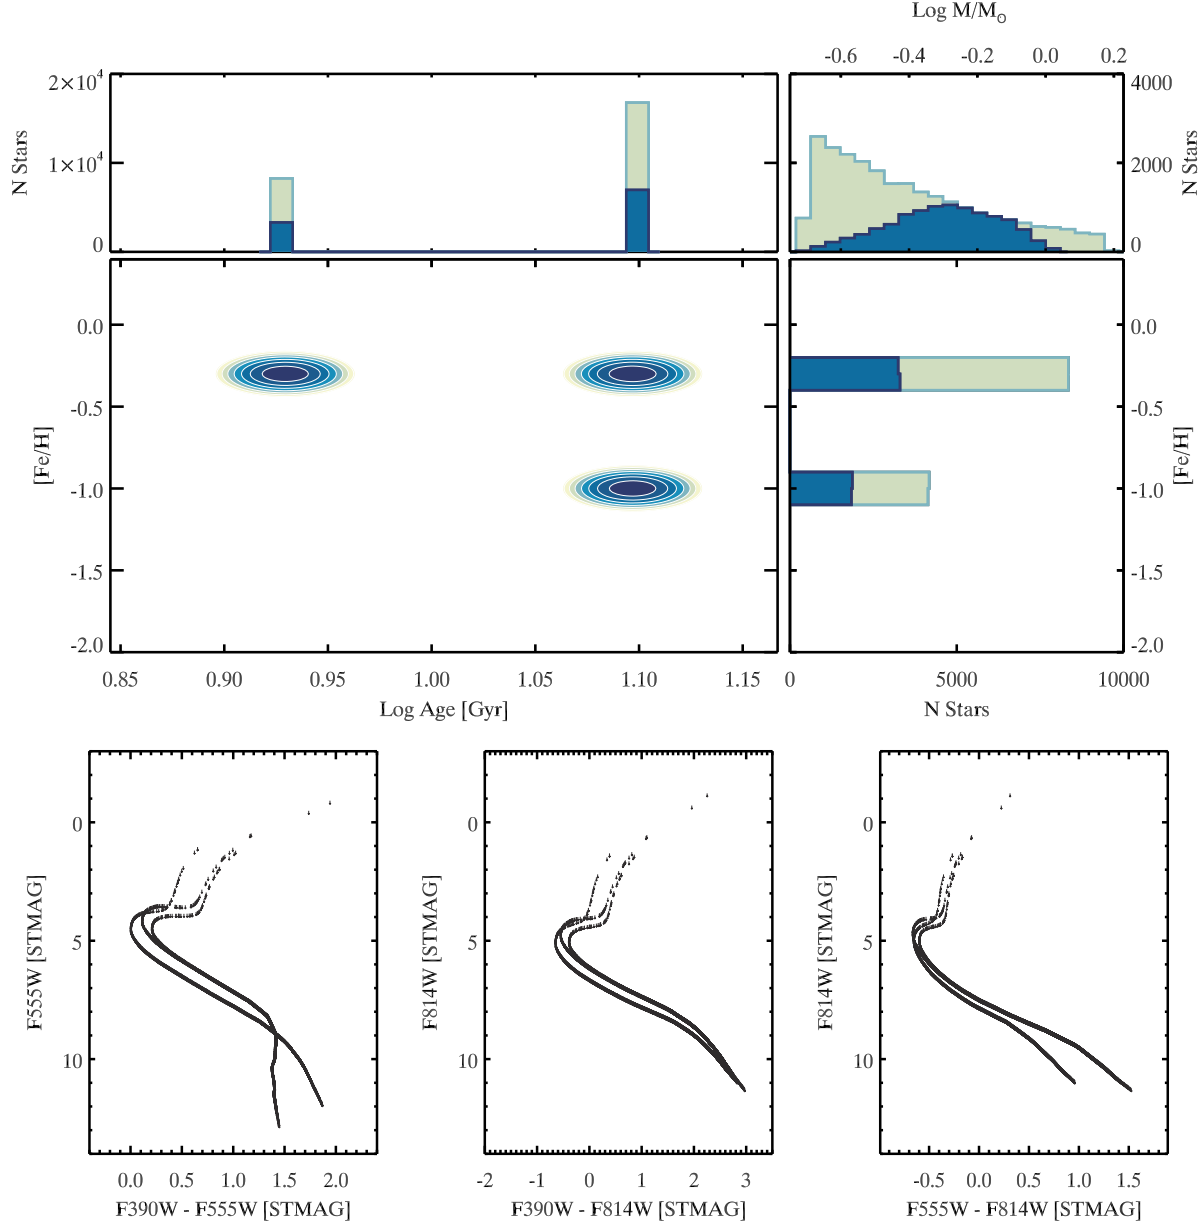 Log M/M⊙
-0.6 -0.4 -0.2 0.0 0.2
2×10⁴
1×10⁴
0
N Stars
4000
2000
0
N Stars
0.0
-0.5
-1.0
-1.5
-2.0
[Fe/H]
0.0
-0.5
-1.0
-1.5
-2.0
[Fe/H]
0.85 0.90 0.95 1.00 1.05 1.10 1.15
Log Age [Gyr]
0 5000 10000
N Stars
0
5
10
F555W [STMAG]
0.0 0.5 1.0 1.5 2.0
F390W - F555W [STMAG]
0
5
10
F814W [STMAG]
-2 -1 0 1 2 3
F390W - F814W [STMAG]
0
5
10
F814W [STMAG]
-0.5 0.0 0.5 1.0 1.5
F555W - F814W [STMAG]